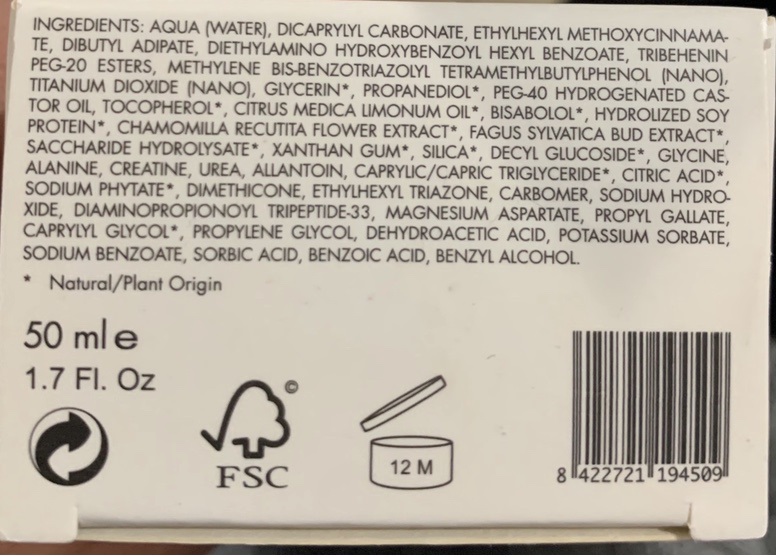 INGREDIENTS: AQUA (WATER), DICAPRYLYL CARBONATE, ETHYLHEXYL METHOXYCINNAMA-
TE, DIBUTYL ADIPATE, DIETHYLAMINO HYDROXYBENZOYL HEXYL BENZOATE, TRIBEHENIN
PEG-20 ESTERS, METHYLENE BIS-BENZOTRIAZOLYL TETRAMETHYLBUTYLPHENOL (NANO),
TITANIUM DIOXIDE (NANO), GLYCERIN*, PROPANEDIOL*, PEG-40 HYDROGENATED CAS-
TOR OIL, TOCOPHEROL*, CITRUS MEDICA LIMONUM OIL*, BISABOLOL*, HYDROLIZED SOY
PROTEIN*, CHAMOMILLA RECUTITA FLOWER EXTRACT*, FAGUS SYLVATICA BUD EXTRACT*,
SACCHARIDE HYDROLYSATE*, XANTHAN GUM*, SILICA*, DECYL GLUCOSIDE*, GLYCINE,
ALANINE, CREATINE, UREA, ALLANTOIN, CAPRYLIC/CAPRIC TRIGLYCERIDE*, CITRIC ACID*,
SODIUM PHYTATE*, DIMETHICONE, ETHYLHEXYL TRIAZONE, CARBOMER, SODIUM HYDRO-
XIDE, DIAMINOPROPIONOYL TRIPEPTIDE-33, MAGNESIUM ASPARTATE, PROPYL GALLATE,
CAPRYLYL GLYCOL*, PROPYLENE GLYCOL, DEHYDROACETIC ACID, POTASSIUM SORBATE,
SODIUM BENZOATE, SORBIC ACID, BENZOIC ACID, BENZYL ALCOHOL.
* Natural/Plant Origin
50 ml e
1.7 Fl. Oz
©
FSC
12 M
8 422721 194509